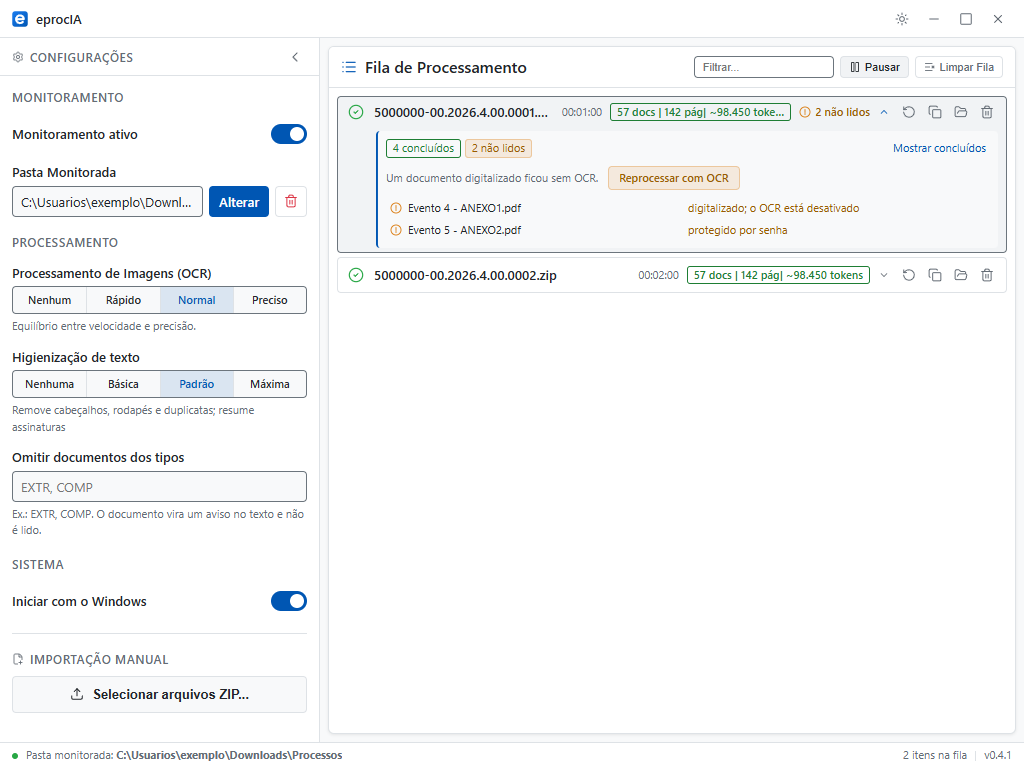 eprocIA
CONFIGURAÇÕES
MONITORAMENTO
Monitoramento ativo
Pasta Monitorada
C:\Usuarios\exemplo\Downl...
Alterar
PROCESSAMENTO
Processamento de Imagens (OCR)
Nenhum Rápido Normal Preciso
Equilíbrio entre velocidade e precisão.
Higienização de texto
Nenhuma Básica Padrão Máxima
Remove cabeçalhos, rodapés e duplicatas; resume
assinaturas
Omitir documentos dos tipos
EXTR, COMP
Ex.: EXTR, COMP. O documento vira um aviso no texto e não
é lido.
SISTEMA
Iniciar com o Windows
IMPORTAÇÃO MANUAL
Selecionar arquivos ZIP...
Fila de Processamento
Filtrar...
Pausar
Limpar Fila
5000000-00.2026.4.00.0001.... 00:01:00 57 docs | 142 pág| ~98.450 toke... 2 não lidos
4 concluídos 2 não lidos Mostrar concluídos
Um documento digitalizado ficou sem OCR. Reprocessar com OCR
Evento 4 - ANEXO1.pdf digitalizado; o OCR está desativado
Evento 5 - ANEXO2.pdf protegido por senha
5000000-00.2026.4.00.0002.zip 00:02:00 57 docs | 142 pág| ~98.450 tokens
Pasta monitorada: C:\Usuarios\exemplo\Downloads\Processos
2 itens na fila v0.4.1